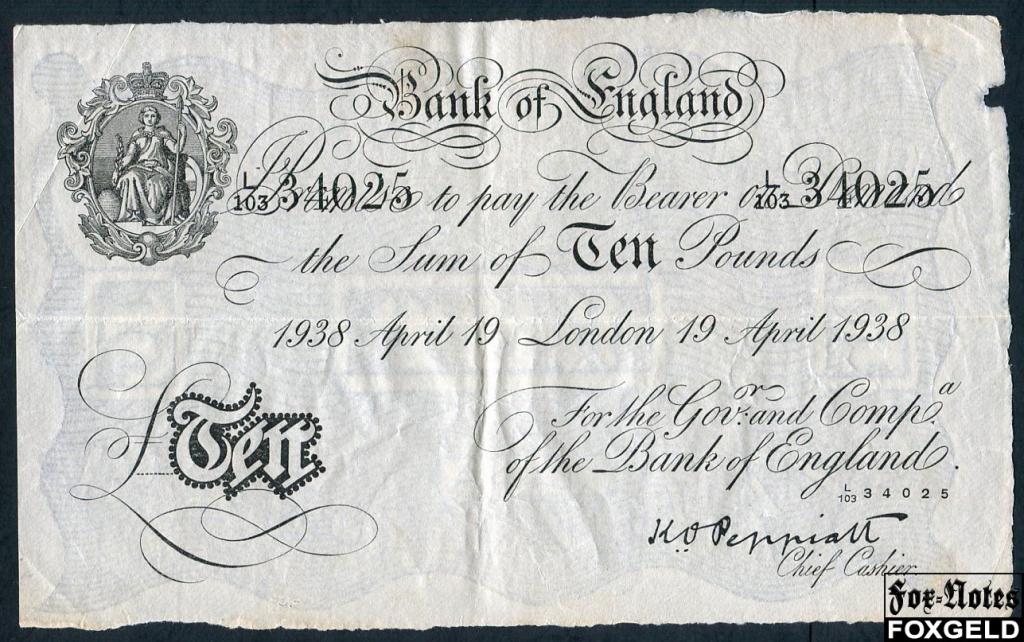 Bank of England
L/103 34025 L/103 34025
Promise to pay the Bearer on Demand
the Sum of Ten Pounds
1938 April 19 London 19 April 1938
For the Govr. and Compa.
of the Bank of England.
£ Ten
L/103 34025
K.O. Peppiatt
Chief Cashier.
Fox-Notes
FOXGELD